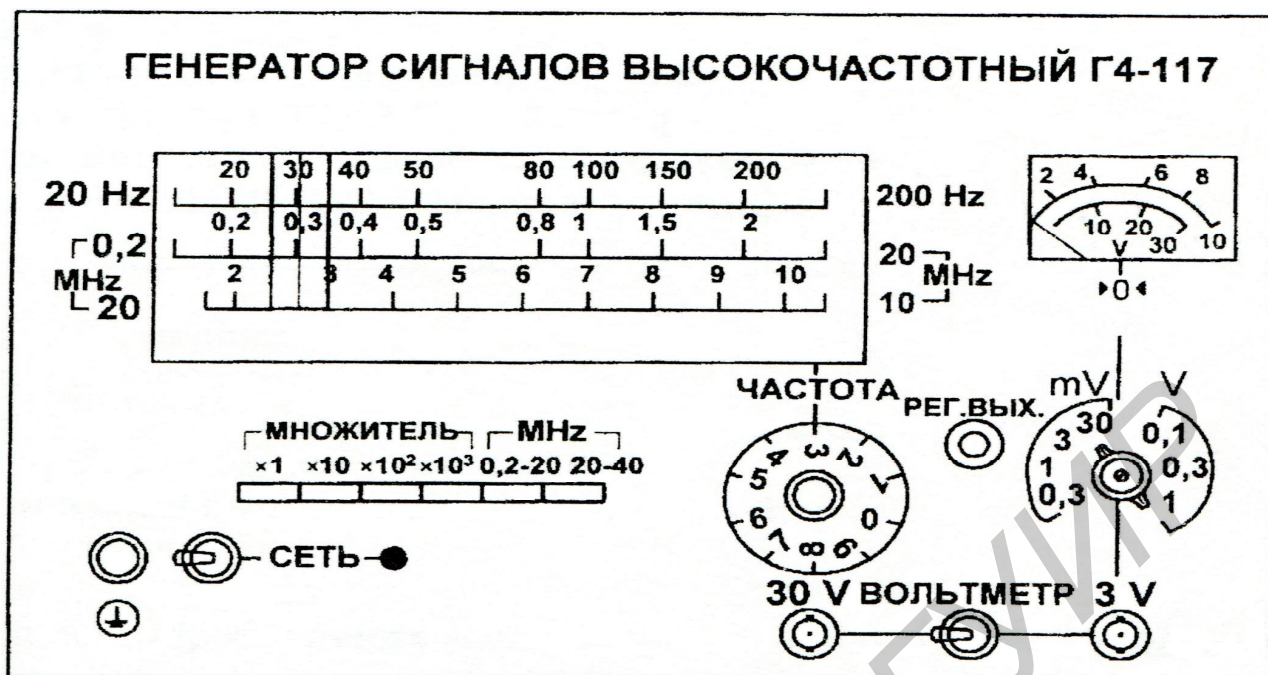 ГЕНЕРАТОР СИГНАЛОВ ВЫСОКОЧАСТОТНЫЙ Г4-117
20 30 40 50 80 100 150 200
20 Hz 200 Hz
0,2 0,3 0,4 0,5 0,8 1 1,5 2
0,2 20
MHz MHz
2 3 4 5 6 7 8 9 10
20 10
2 4 6 8 10
10 20 30
V
0
ЧАСТОТА
0 1 2 3 4 5 6 7 8 9
РЕГ.ВЫХ.
mV V
30 0,1
3 0,3
1 1
0,3
МНОЖИТЕЛЬ MHz
×1 ×10 ×10² ×10³ 0,2-20 20-40
СЕТЬ
30 V ВОЛЬТМЕТР 3 V
ГУИР